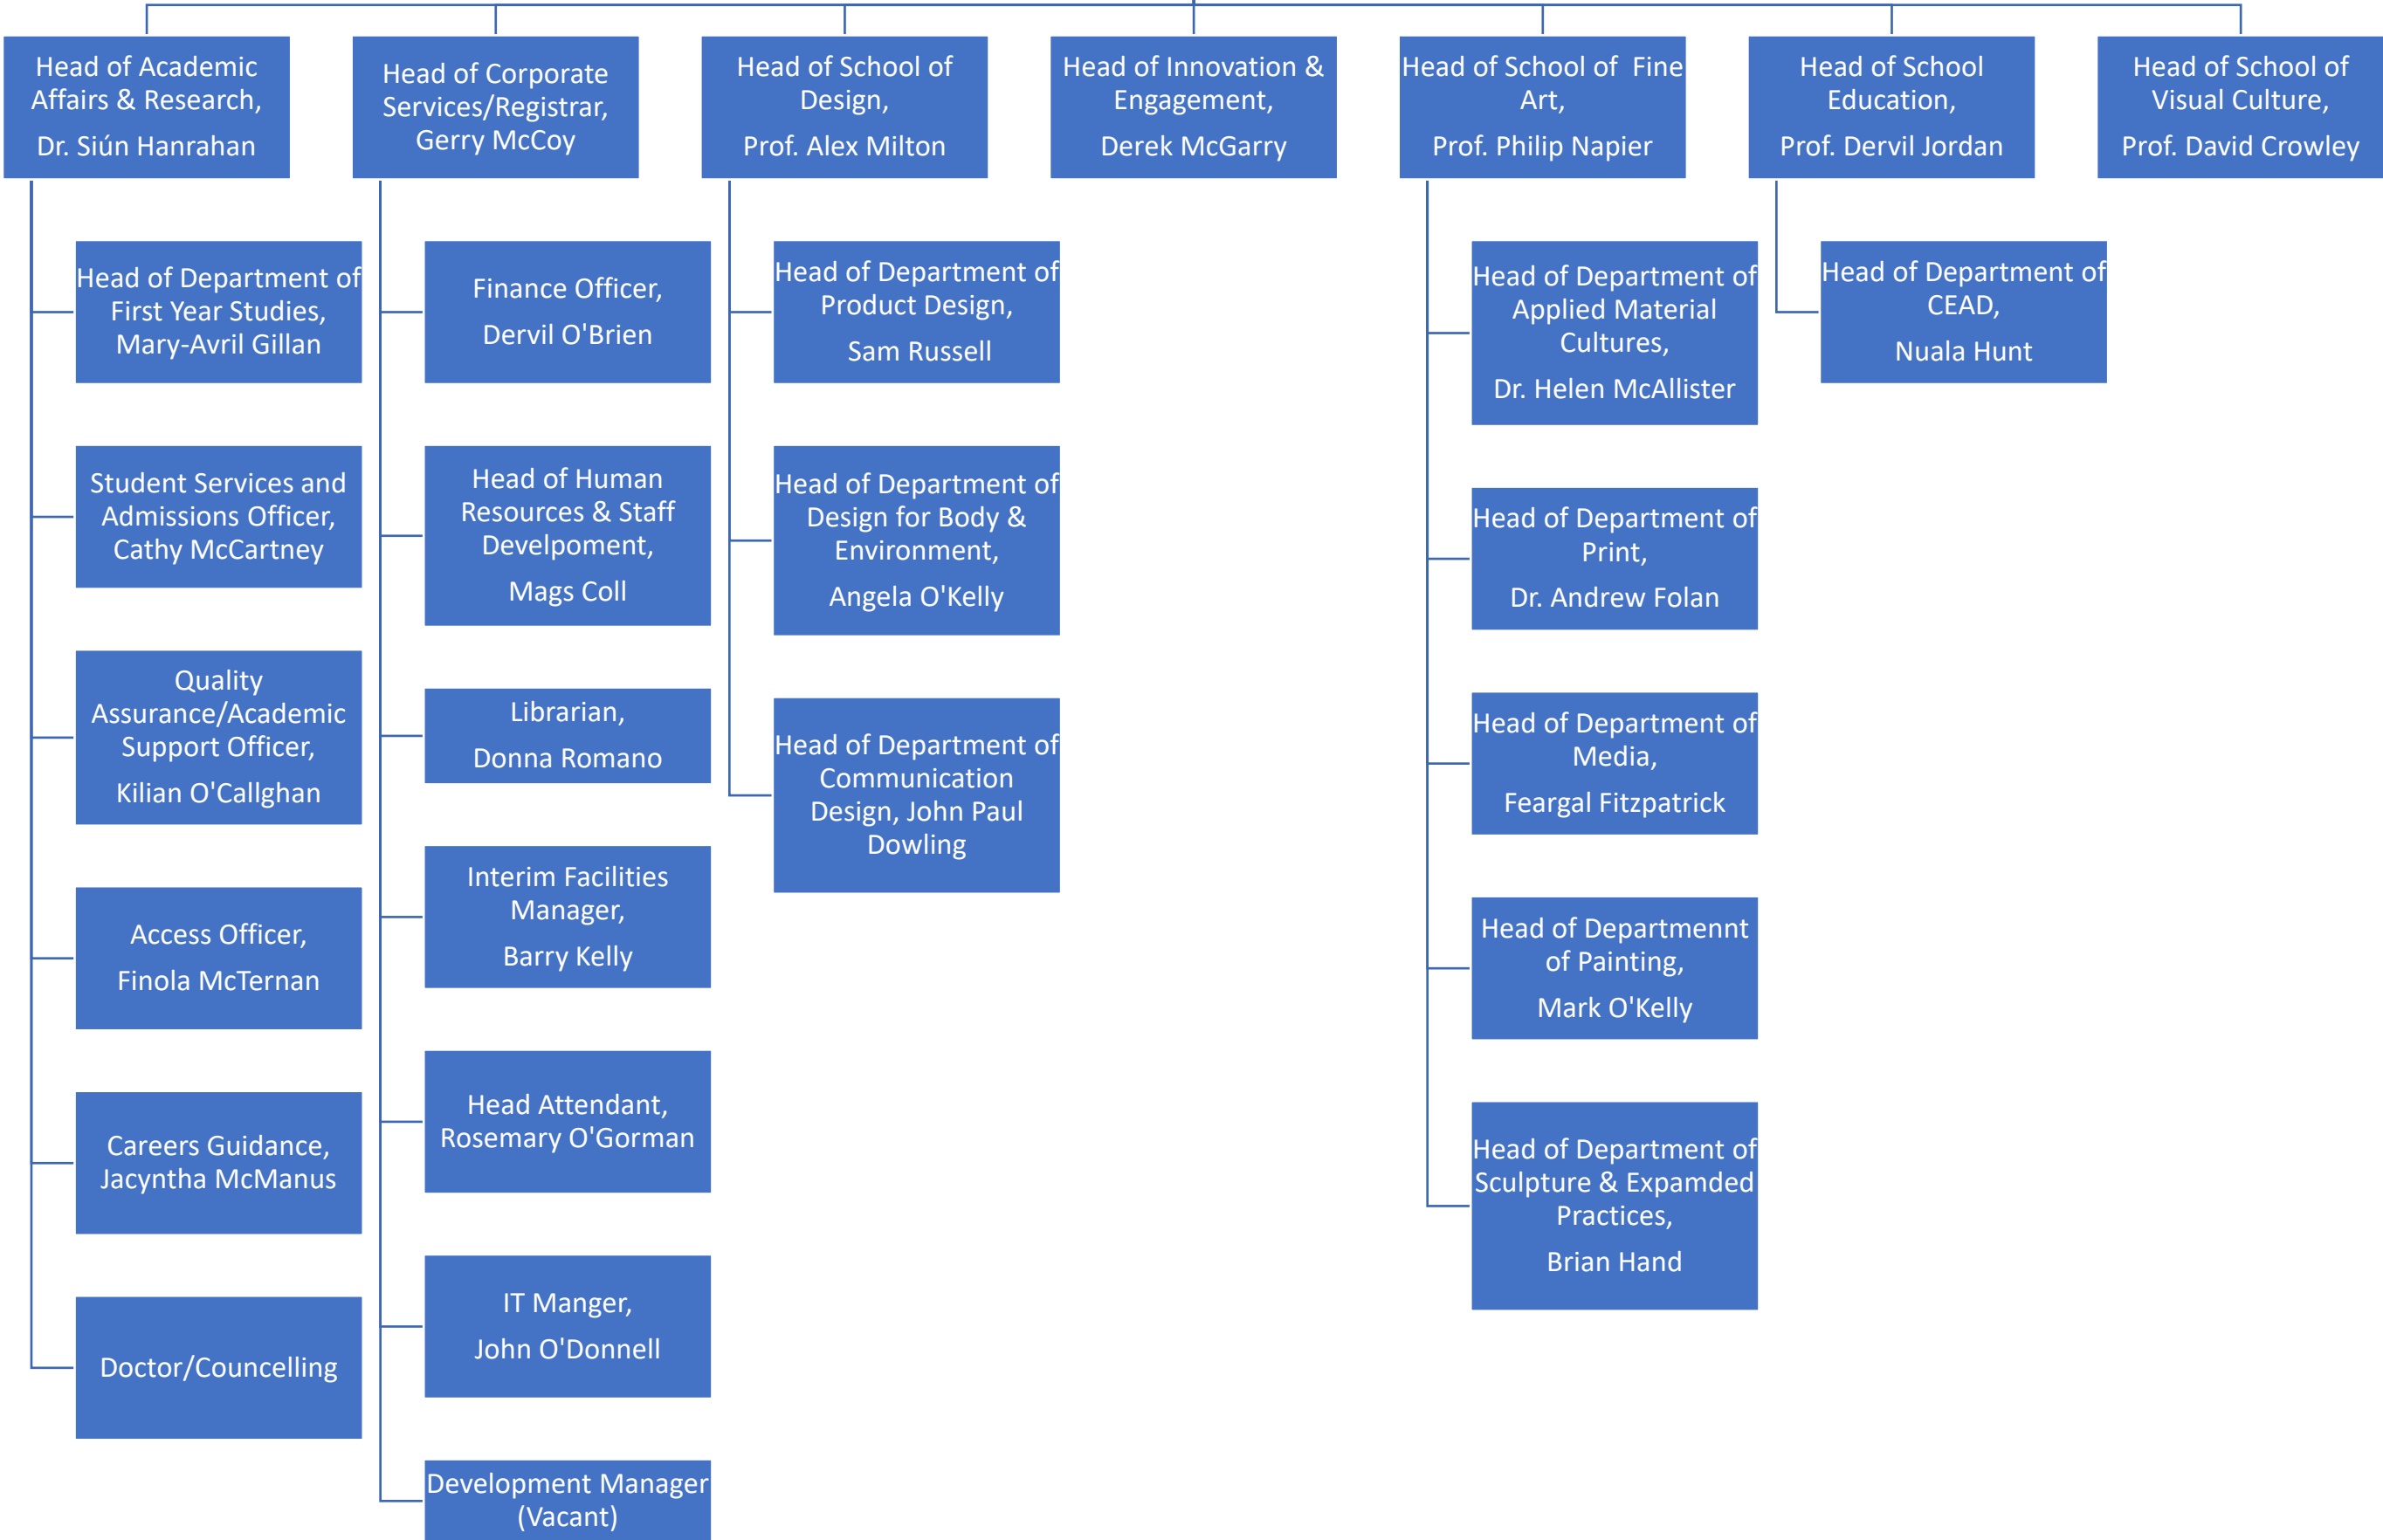 Head of Academic
Affairs & Research,
Dr. Siún Hanrahan
Head of Corporate
Services/Registrar,
Gerry McCoy
Head of School of
Design,
Prof. Alex Milton
Head of Innovation &
Engagement,
Derek McGarry
Head of School of  Fine
Art,
Prof. Philip Napier
Head of School
Education,
Prof. Dervil Jordan
Head of School of
Visual Culture,
Prof. David Crowley
Head of Department of
First Year Studies,
Mary-Avril Gillan
Student Services and
Admissions Officer,
Cathy McCartney
Quality
Assurance/Academic
Support Officer,
Kilian O'Callghan
Access Officer,
Finola McTernan
Careers Guidance,
Jacyntha McManus
Doctor/Councelling
Finance Officer,
Dervil O'Brien
Head of Human
Resources & Staff
Develpoment,
Mags Coll
Librarian,
Donna Romano
Interim Facilities
Manager,
Barry Kelly
Head Attendant,
Rosemary O'Gorman
IT Manger,
John O'Donnell
Development Manager
(Vacant)
Head of Department of
Product Design,
Sam Russell
Head of Department of
Design for Body &
Environment,
Angela O'Kelly
Head of Department of
Communication
Design, John Paul
Dowling
Head of Department of
Applied Material
Cultures,
Dr. Helen McAllister
Head of Department of
Print,
Dr. Andrew Folan
Head of Department of
Media,
Feargal Fitzpatrick
Head of Departmennt
of Painting,
Mark O'Kelly
Head of Department of
Sculpture & Expamded
Practices,
Brian Hand
Head of Department of
CEAD,
Nuala Hunt